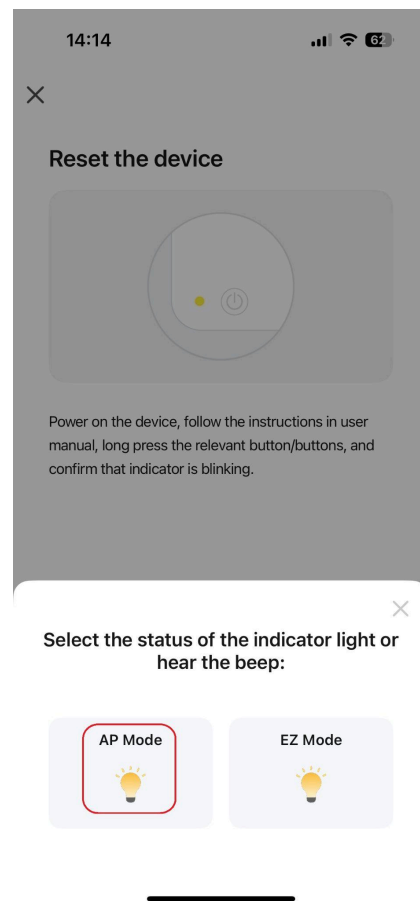 14:14
62
Reset the device
Power on the device, follow the instructions in user
manual, long press the relevant button/buttons, and
confirm that indicator is blinking.
Select the status of the indicator light or
hear the beep:
AP Mode
EZ Mode